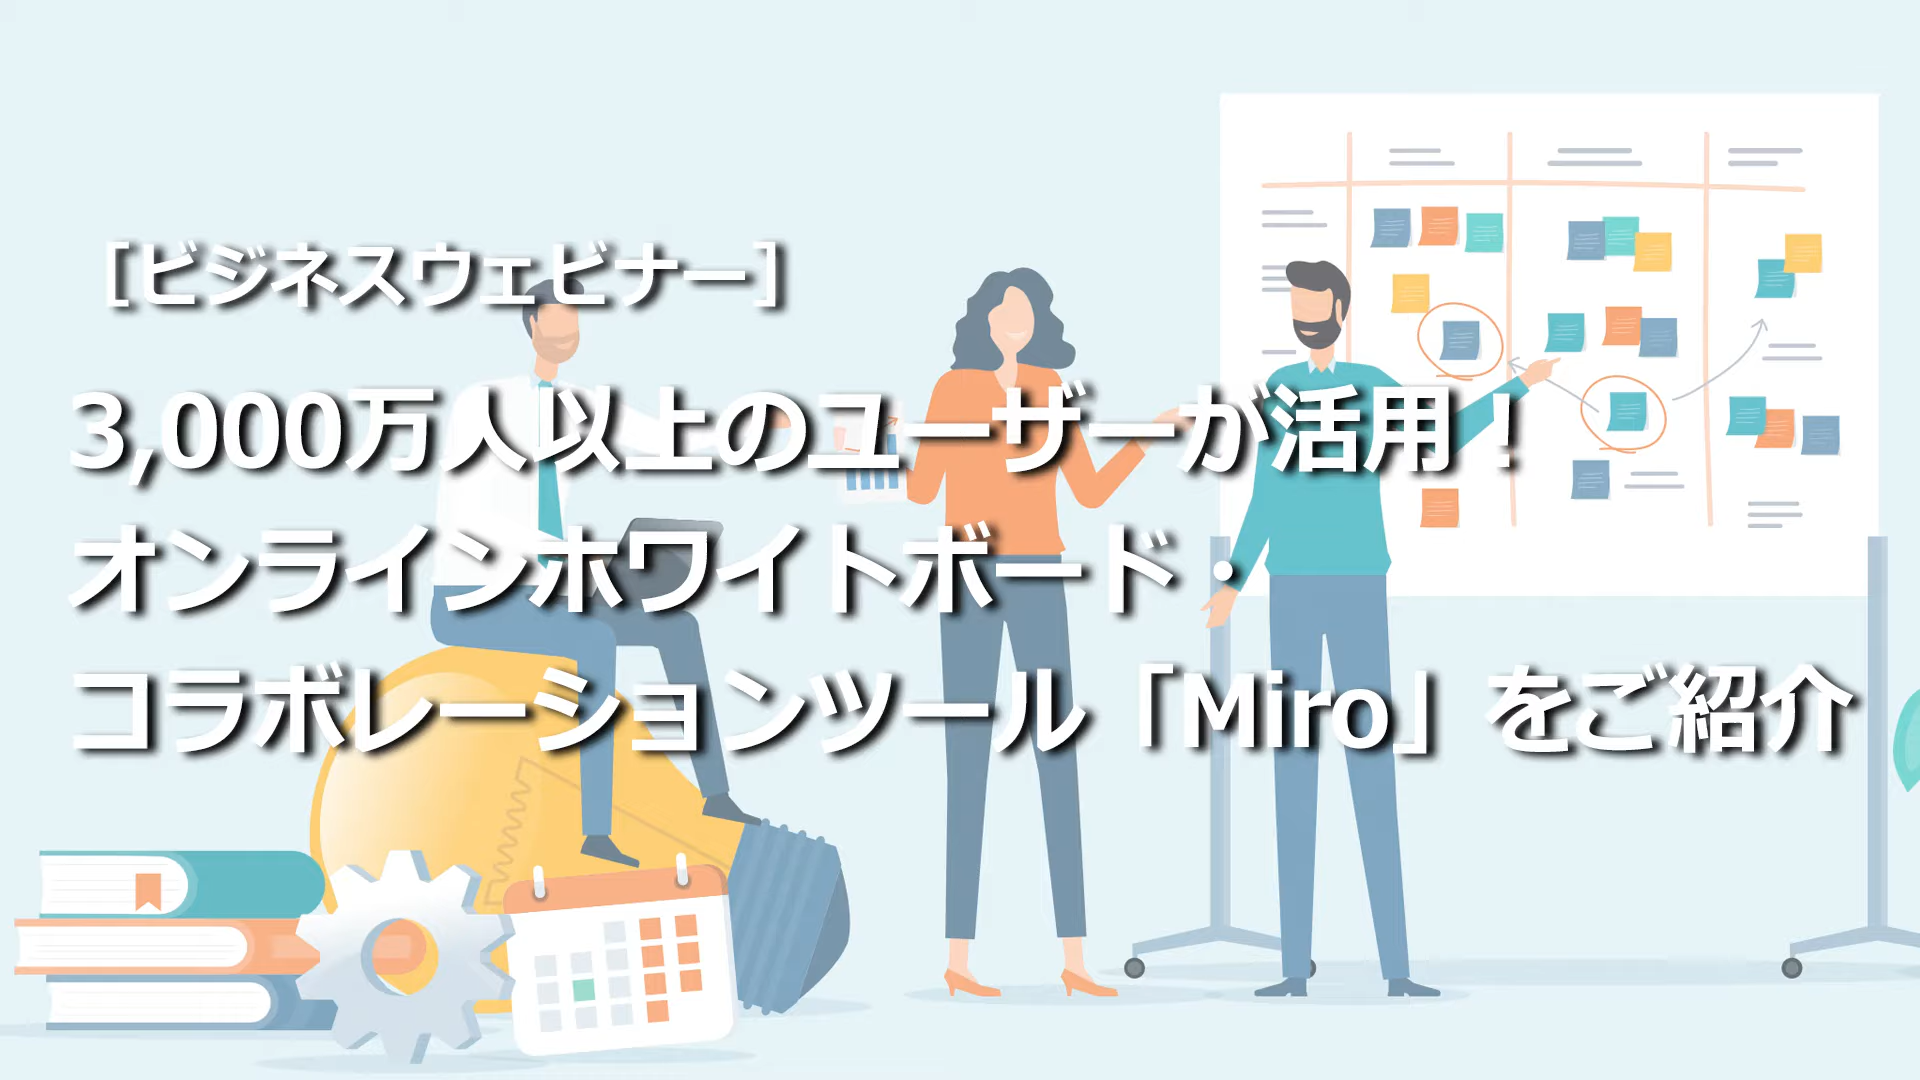 ［ビジネスウェビナー］
3,000万人以上のユーザーが活用！
オンラインホワイトボード・
コラボレーションツール「Miro」をご紹介